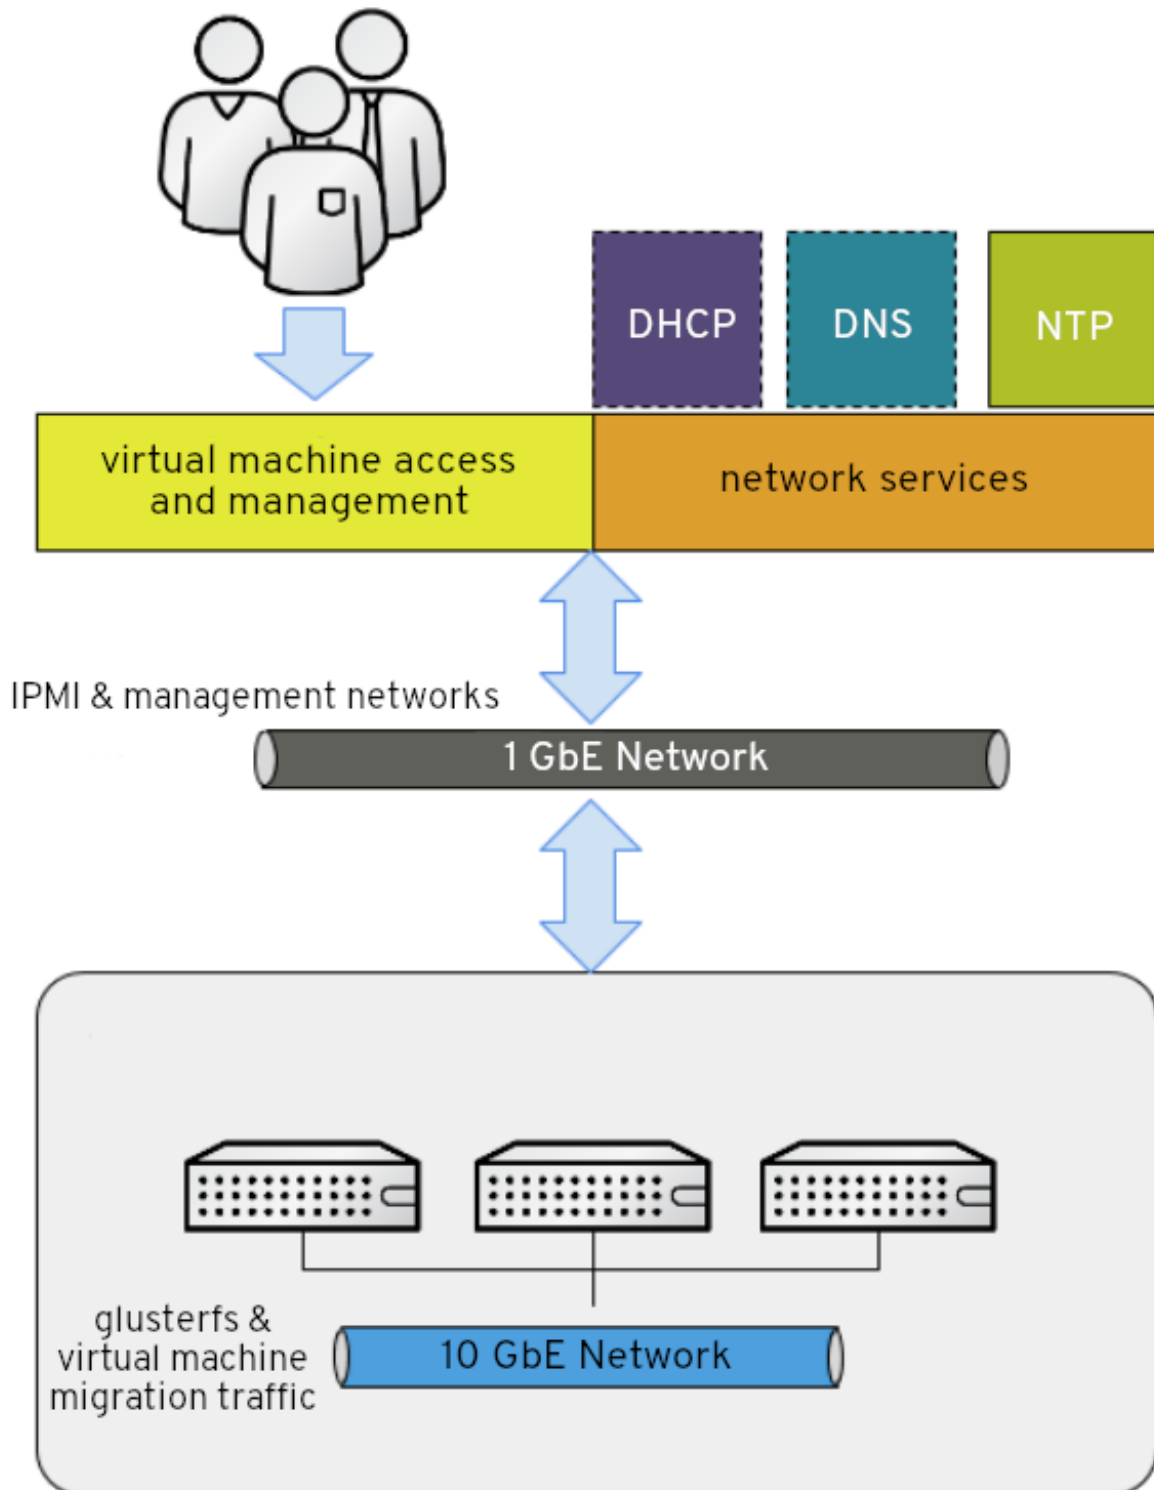 DHCP
DNS
NTP
virtual machine access
and management
network services
IPMI & management networks
1 GbE Network
glusterfs &
virtual machine
migration traffic
10 GbE Network